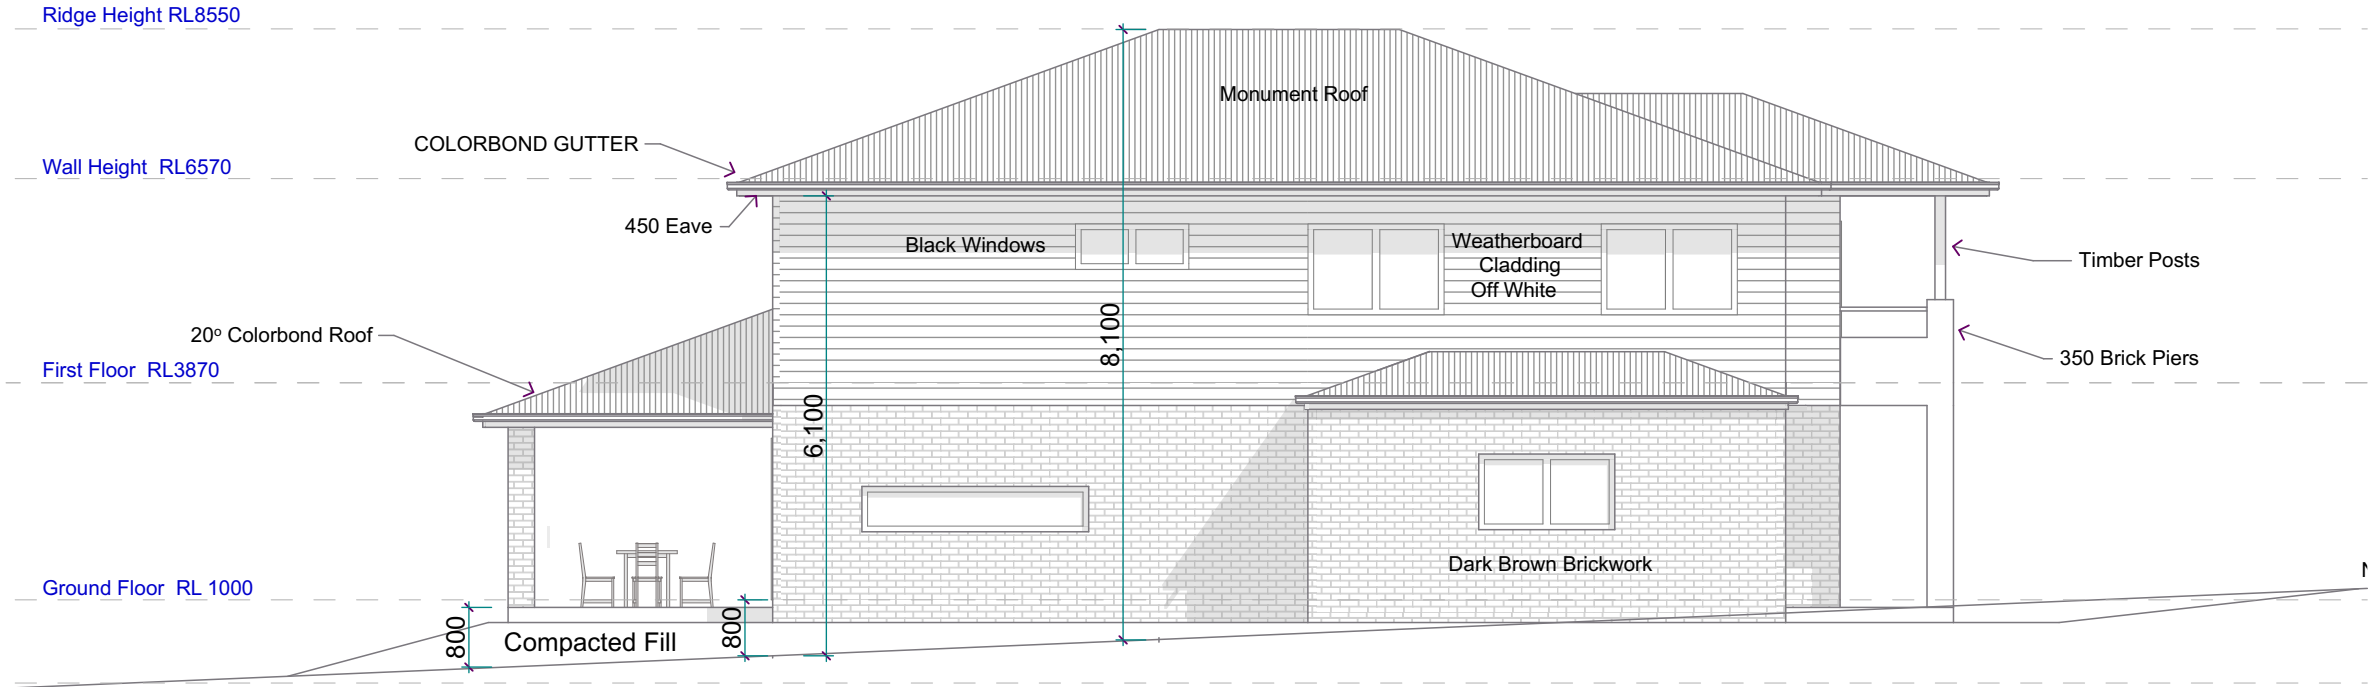 Ridge Height RL8550
Monument Roof
COLORBOND GUTTER
Wall Height  RL6570
450 Eave
Black Windows
Weatherboard
Cladding
Off White
Timber Posts
8,100
20º Colorbond Roof
350 Brick Piers
First Floor  RL3870
6,100
Dark Brown Brickwork
Ground Floor  RL 1000
800
Compacted Fill
800